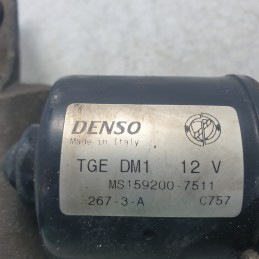 DENSO
Made in Italy
TGE DM1 12 V
MS159200-7511
267-3-A C757